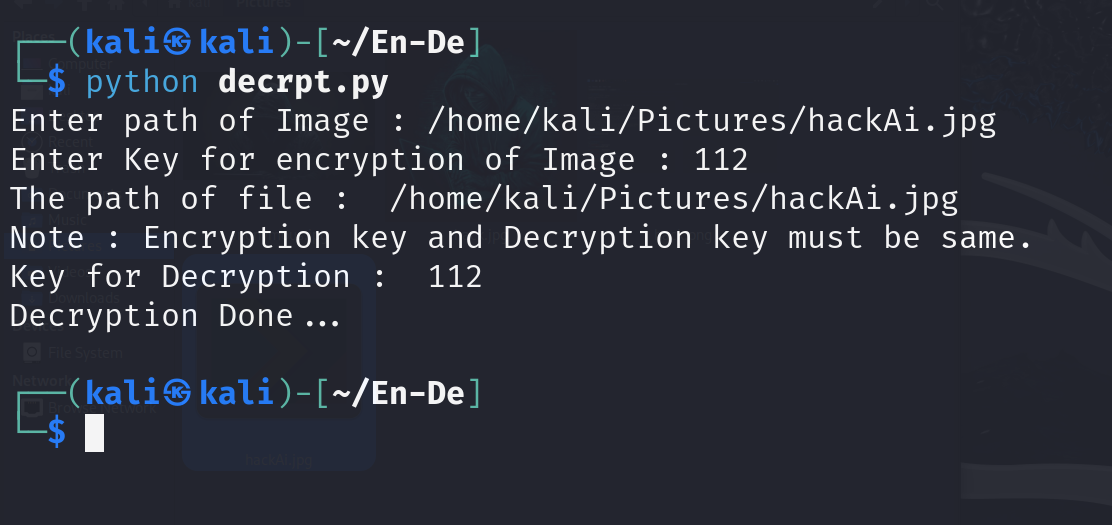 ┌──(kali㉿kali)-[~/En-De]
└─$ python decrpt.py
Enter path of Image : /home/kali/Pictures/hackAi.jpg
Enter Key for encryption of Image : 112
The path of file :  /home/kali/Pictures/hackAi.jpg
Note : Encryption key and Decryption key must be same.
Key for Decryption :  112
Decryption Done...
┌──(kali㉿kali)-[~/En-De]
└─$
File System